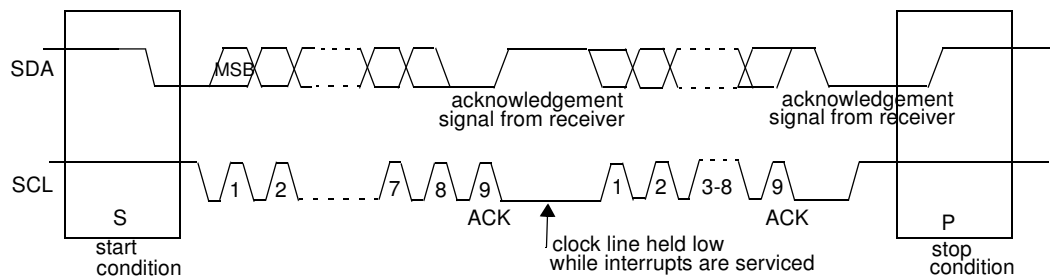 SDA
MSB
acknowledgement
signal from receiver
acknowledgement
signal from receiver
SCL
1 2 7 8 9 1 2 3-8 9
S
ACK
ACK
P
start
condition
clock line held low
while interrupts are serviced
stop
condition